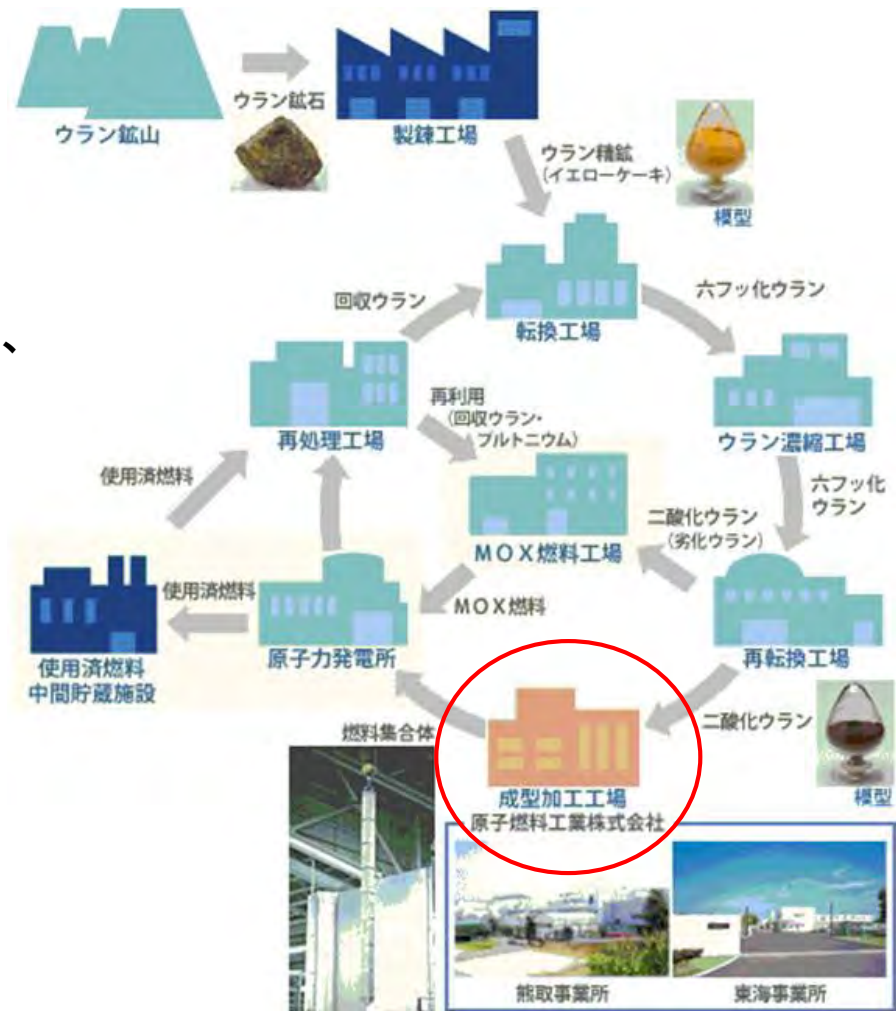 ウラン鉱山
ウラン鉱石
製錬工場
ウラン精鉱
(イエローケーキ)
模型
回収ウラン
転換工場
六フッ化ウラン
、
再処理工場
再利用
(回収ウラン・
プルトニウム)
ウラン濃縮工場
使用済燃料
六フッ化
ウラン
MOX燃料工場
二酸化ウラン
(劣化ウラン)
使用済燃料
MOX燃料
使用済燃料
中間貯蔵施設
原子力発電所
再転換工場
燃料集合体
二酸化ウラン
模型
成型加工工場
原子燃料工業株式会社
熊取事業所
東海事業所